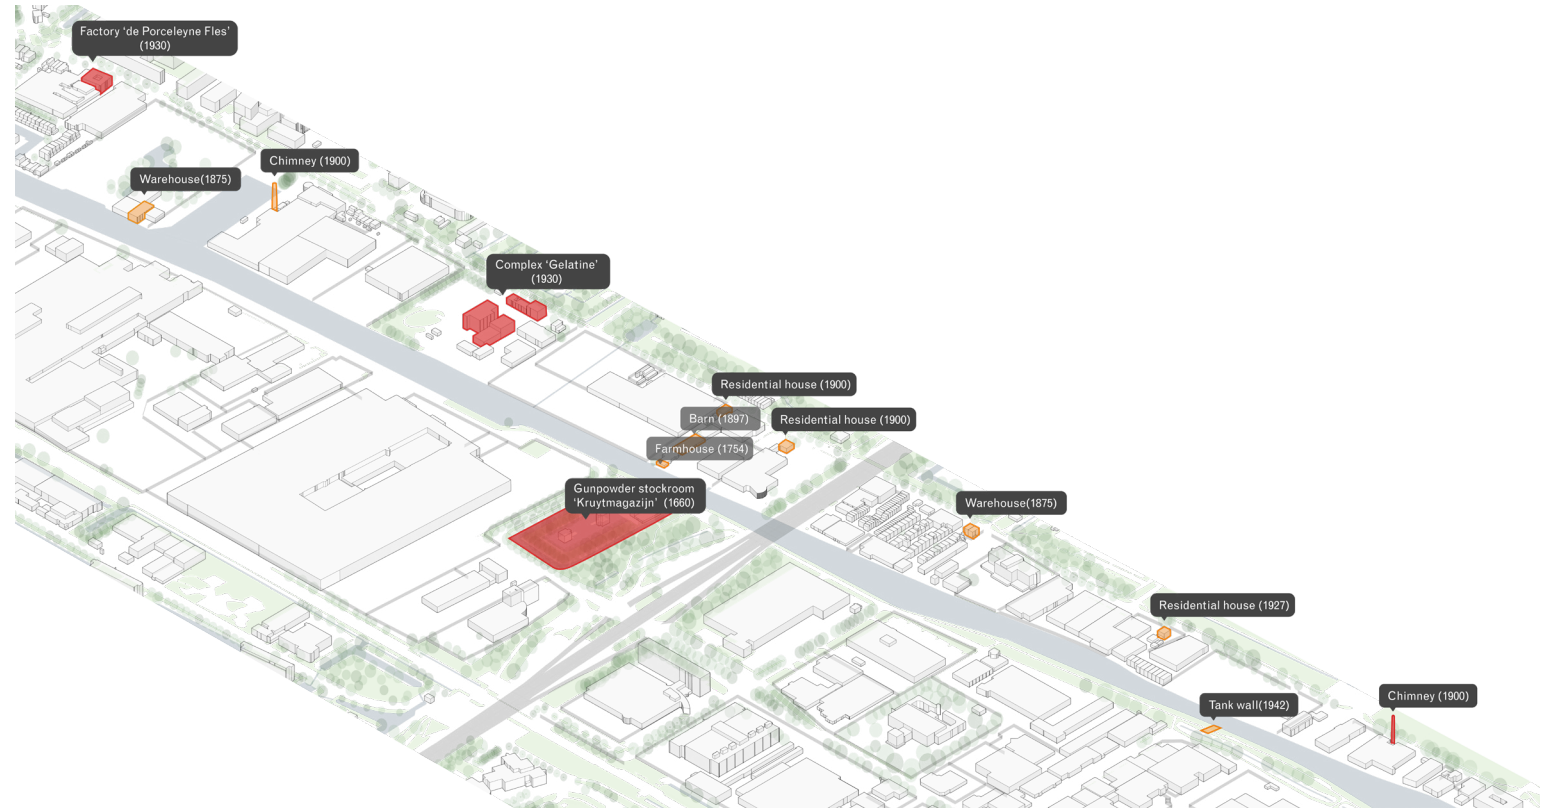 Factory ‘de Porceleyne Fles’
(1930)
Chimney (1900)
Warehouse(1875)
Complex ‘Gelatine’
(1930)
Residential house (1900)
Barn (1897)
Residential house (1900)
Farmhouse (1754)
Gunpowder stockroom
‘Kruytmagazijn’ (1660)
Warehouse(1875)
Residential house (1927)
Chimney (1900)
Tank wall(1942)